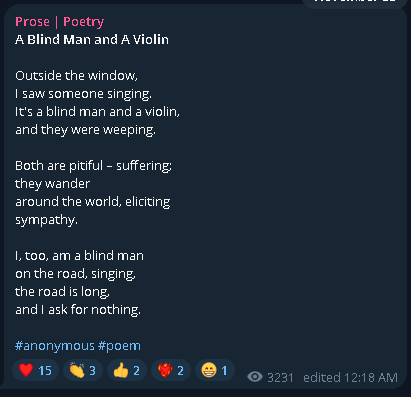 Prose | Poetry
A Blind Man and A Violin
Outside the window,
I saw someone singing.
It's a blind man and a violin,
and they were weeping.
Both are pitiful – suffering;
they wander
around the world, eliciting
sympathy.
I, too, am a blind man
on the road, singing,
the road is long,
and I ask for nothing.
#anonymous #poem
15 3 2 2 1
3231 edited 12:18 AM